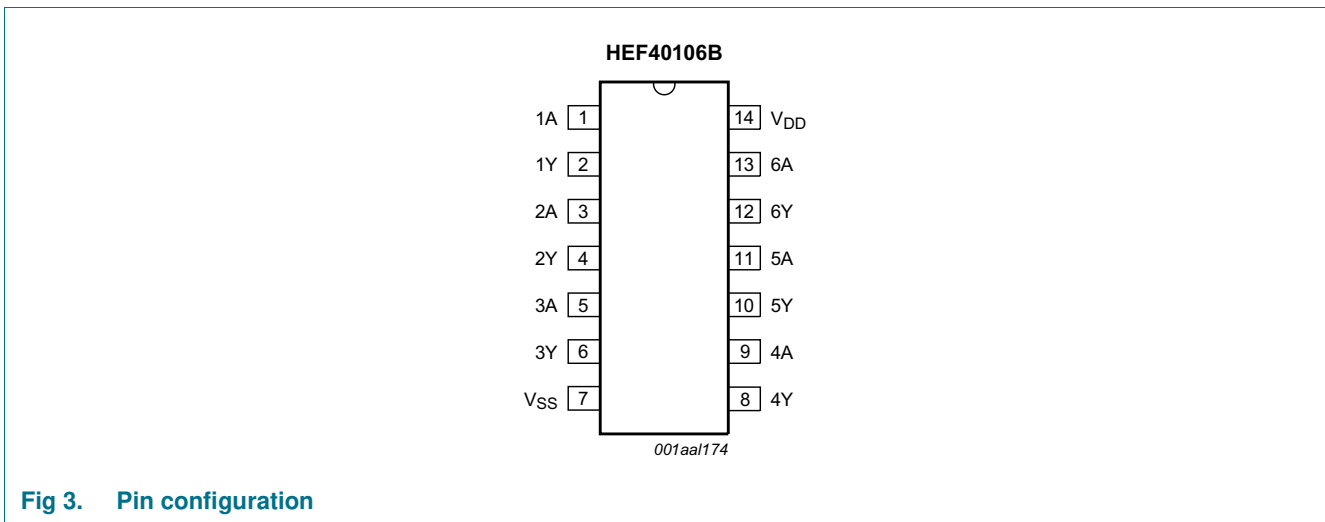 HEF40106B
1A 1 14 VDD
1Y 2 13 6A
2A 3 12 6Y
2Y 4 11 5A
3A 5 10 5Y
3Y 6 9 4A
VSS 7 8 4Y
001aal174
Fig 3. Pin configuration